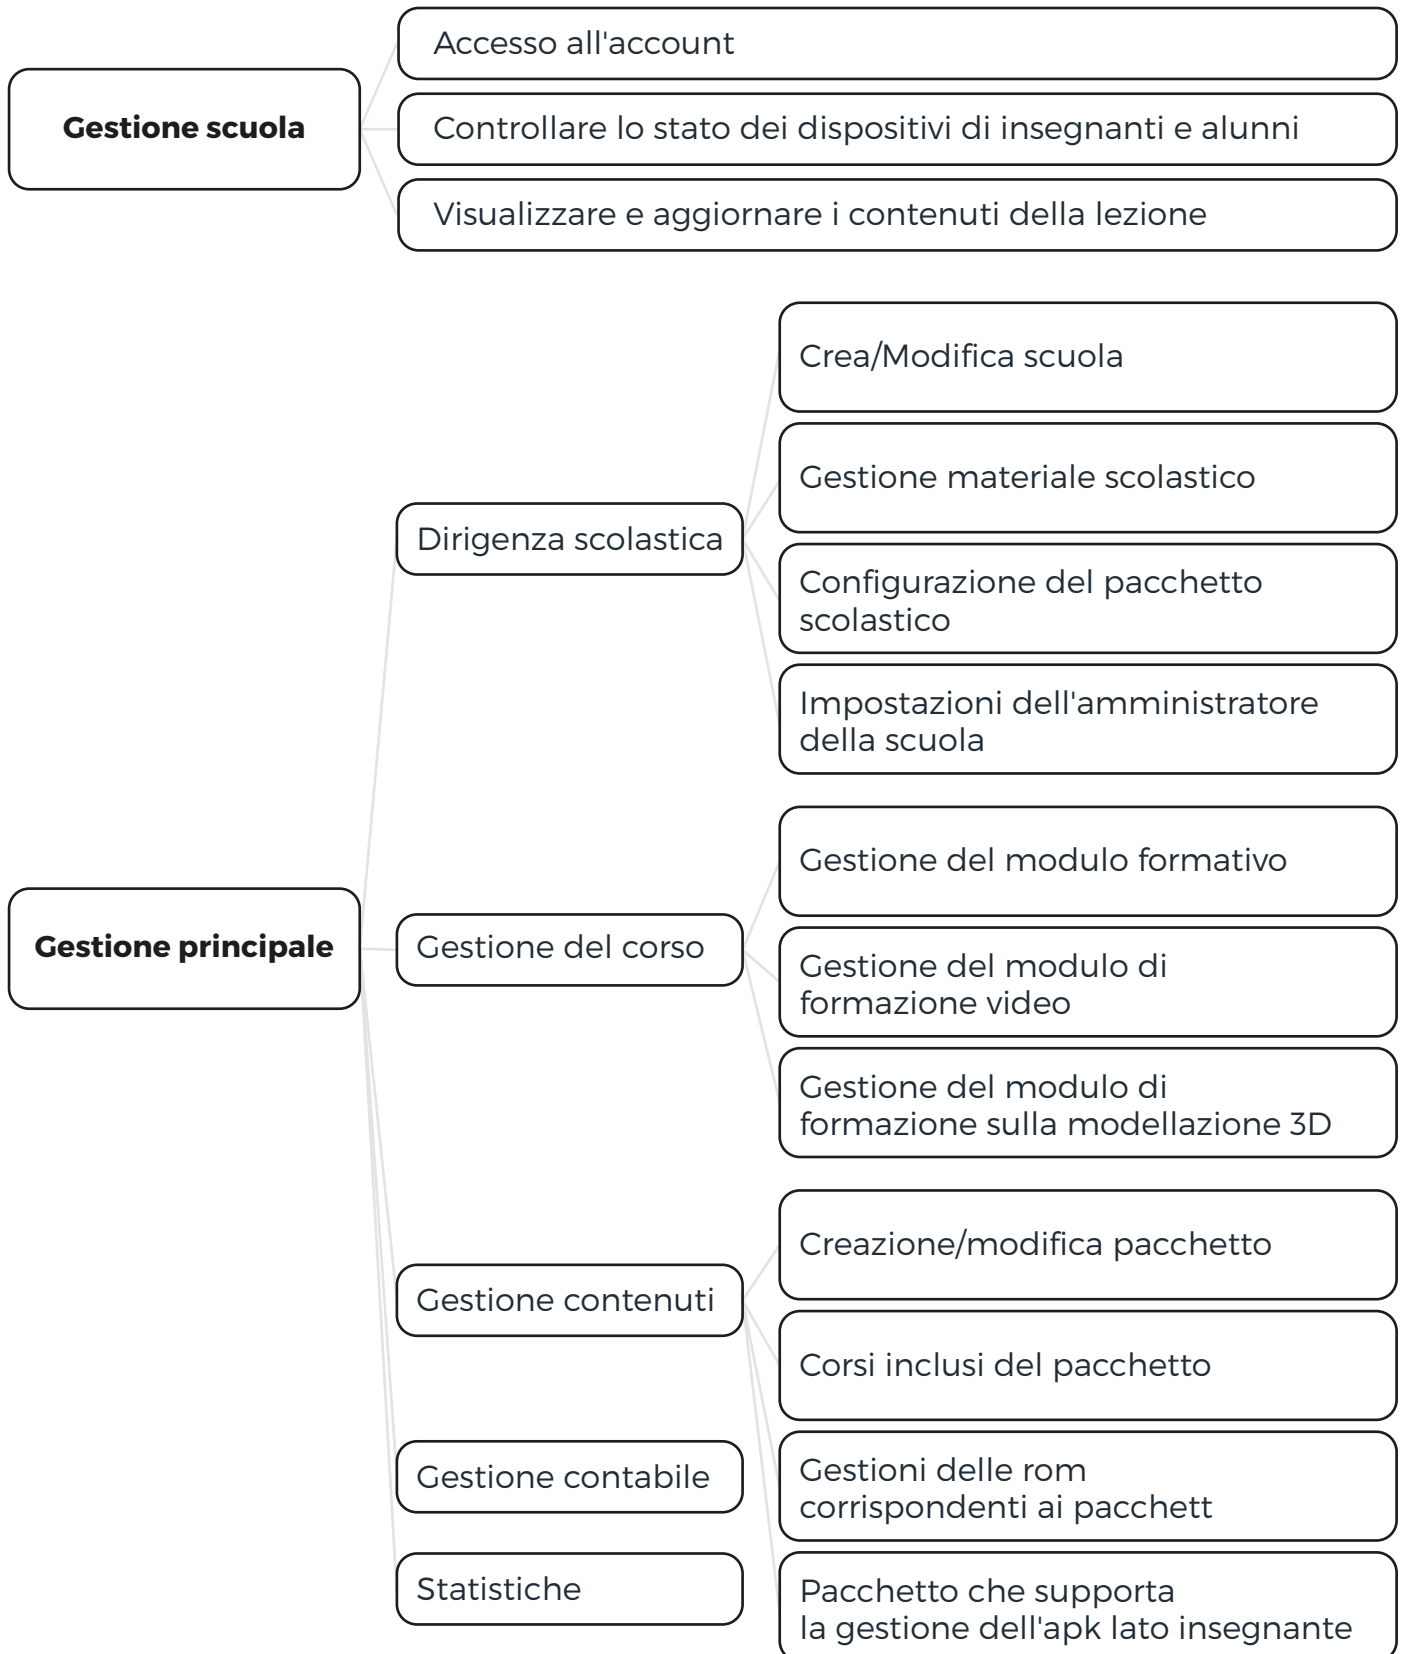 Gestione scuola
Accesso all'account
Controllare lo stato dei dispositivi di insegnanti e alunni
Visualizzare e aggiornare i contenuti della lezione
Gestione principale
Dirigenza scolastica
Crea/Modifica scuola
Gestione materiale scolastico
Configurazione del pacchetto
scolastico
Impostazioni dell'amministratore
della scuola
Gestione del corso
Gestione del modulo formativo
Gestione del modulo di
formazione video
Gestione del modulo di
formazione sulla modellazione 3D
Gestione contenuti
Creazione/modifica pacchetto
Corsi inclusi del pacchetto
Gestioni delle rom
corrispondenti ai pacchett
Pacchetto che supporta
la gestione dell'apk lato insegnante
Gestione contabile
Statistiche